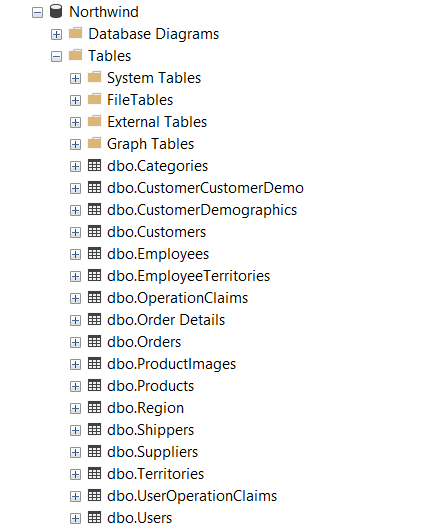 Northwind
Database Diagrams
Tables
System Tables
FileTables
External Tables
Graph Tables
dbo.Categories
dbo.CustomerCustomerDemo
dbo.CustomerDemographics
dbo.Customers
dbo.Employees
dbo.EmployeeTerritories
dbo.OperationClaims
dbo.Order Details
dbo.Orders
dbo.ProductImages
dbo.Products
dbo.Region
dbo.Shippers
dbo.Suppliers
dbo.Territories
dbo.UserOperationClaims
dbo.Users